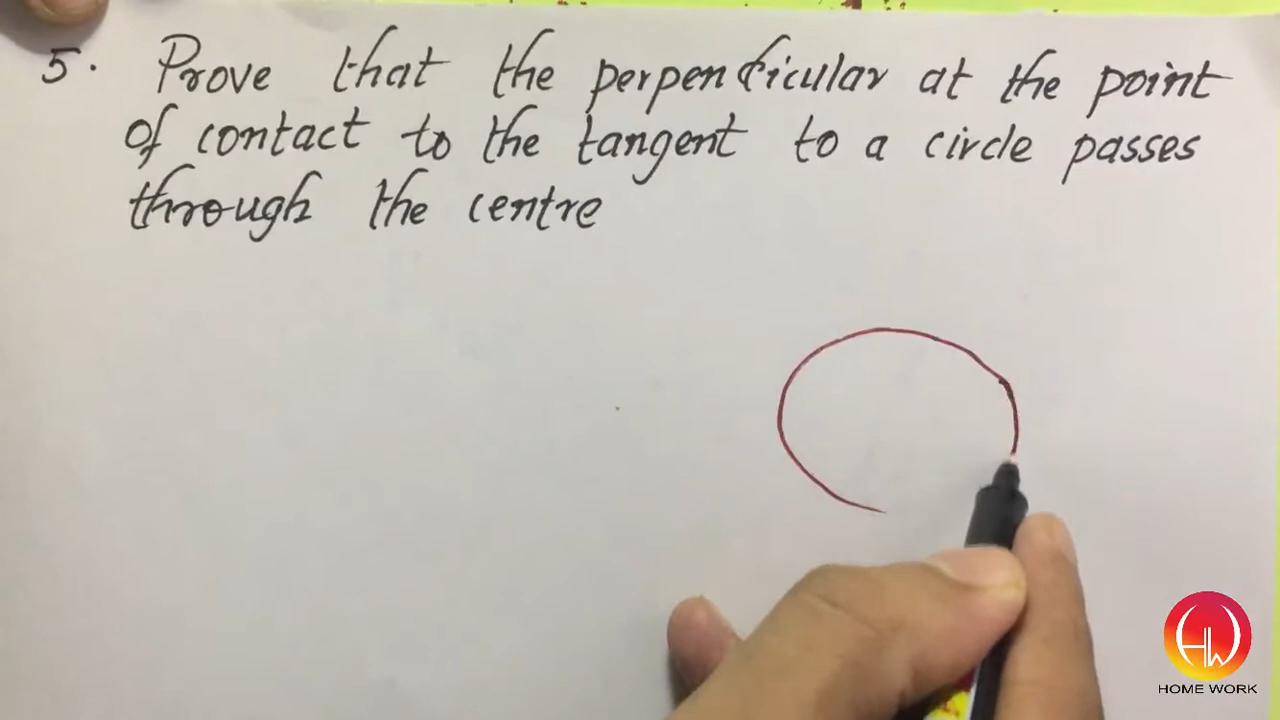 5. Prove that the perpendicular at the point
of contact to the tangent to a circle passes
through the centre
HW
HOME WORK